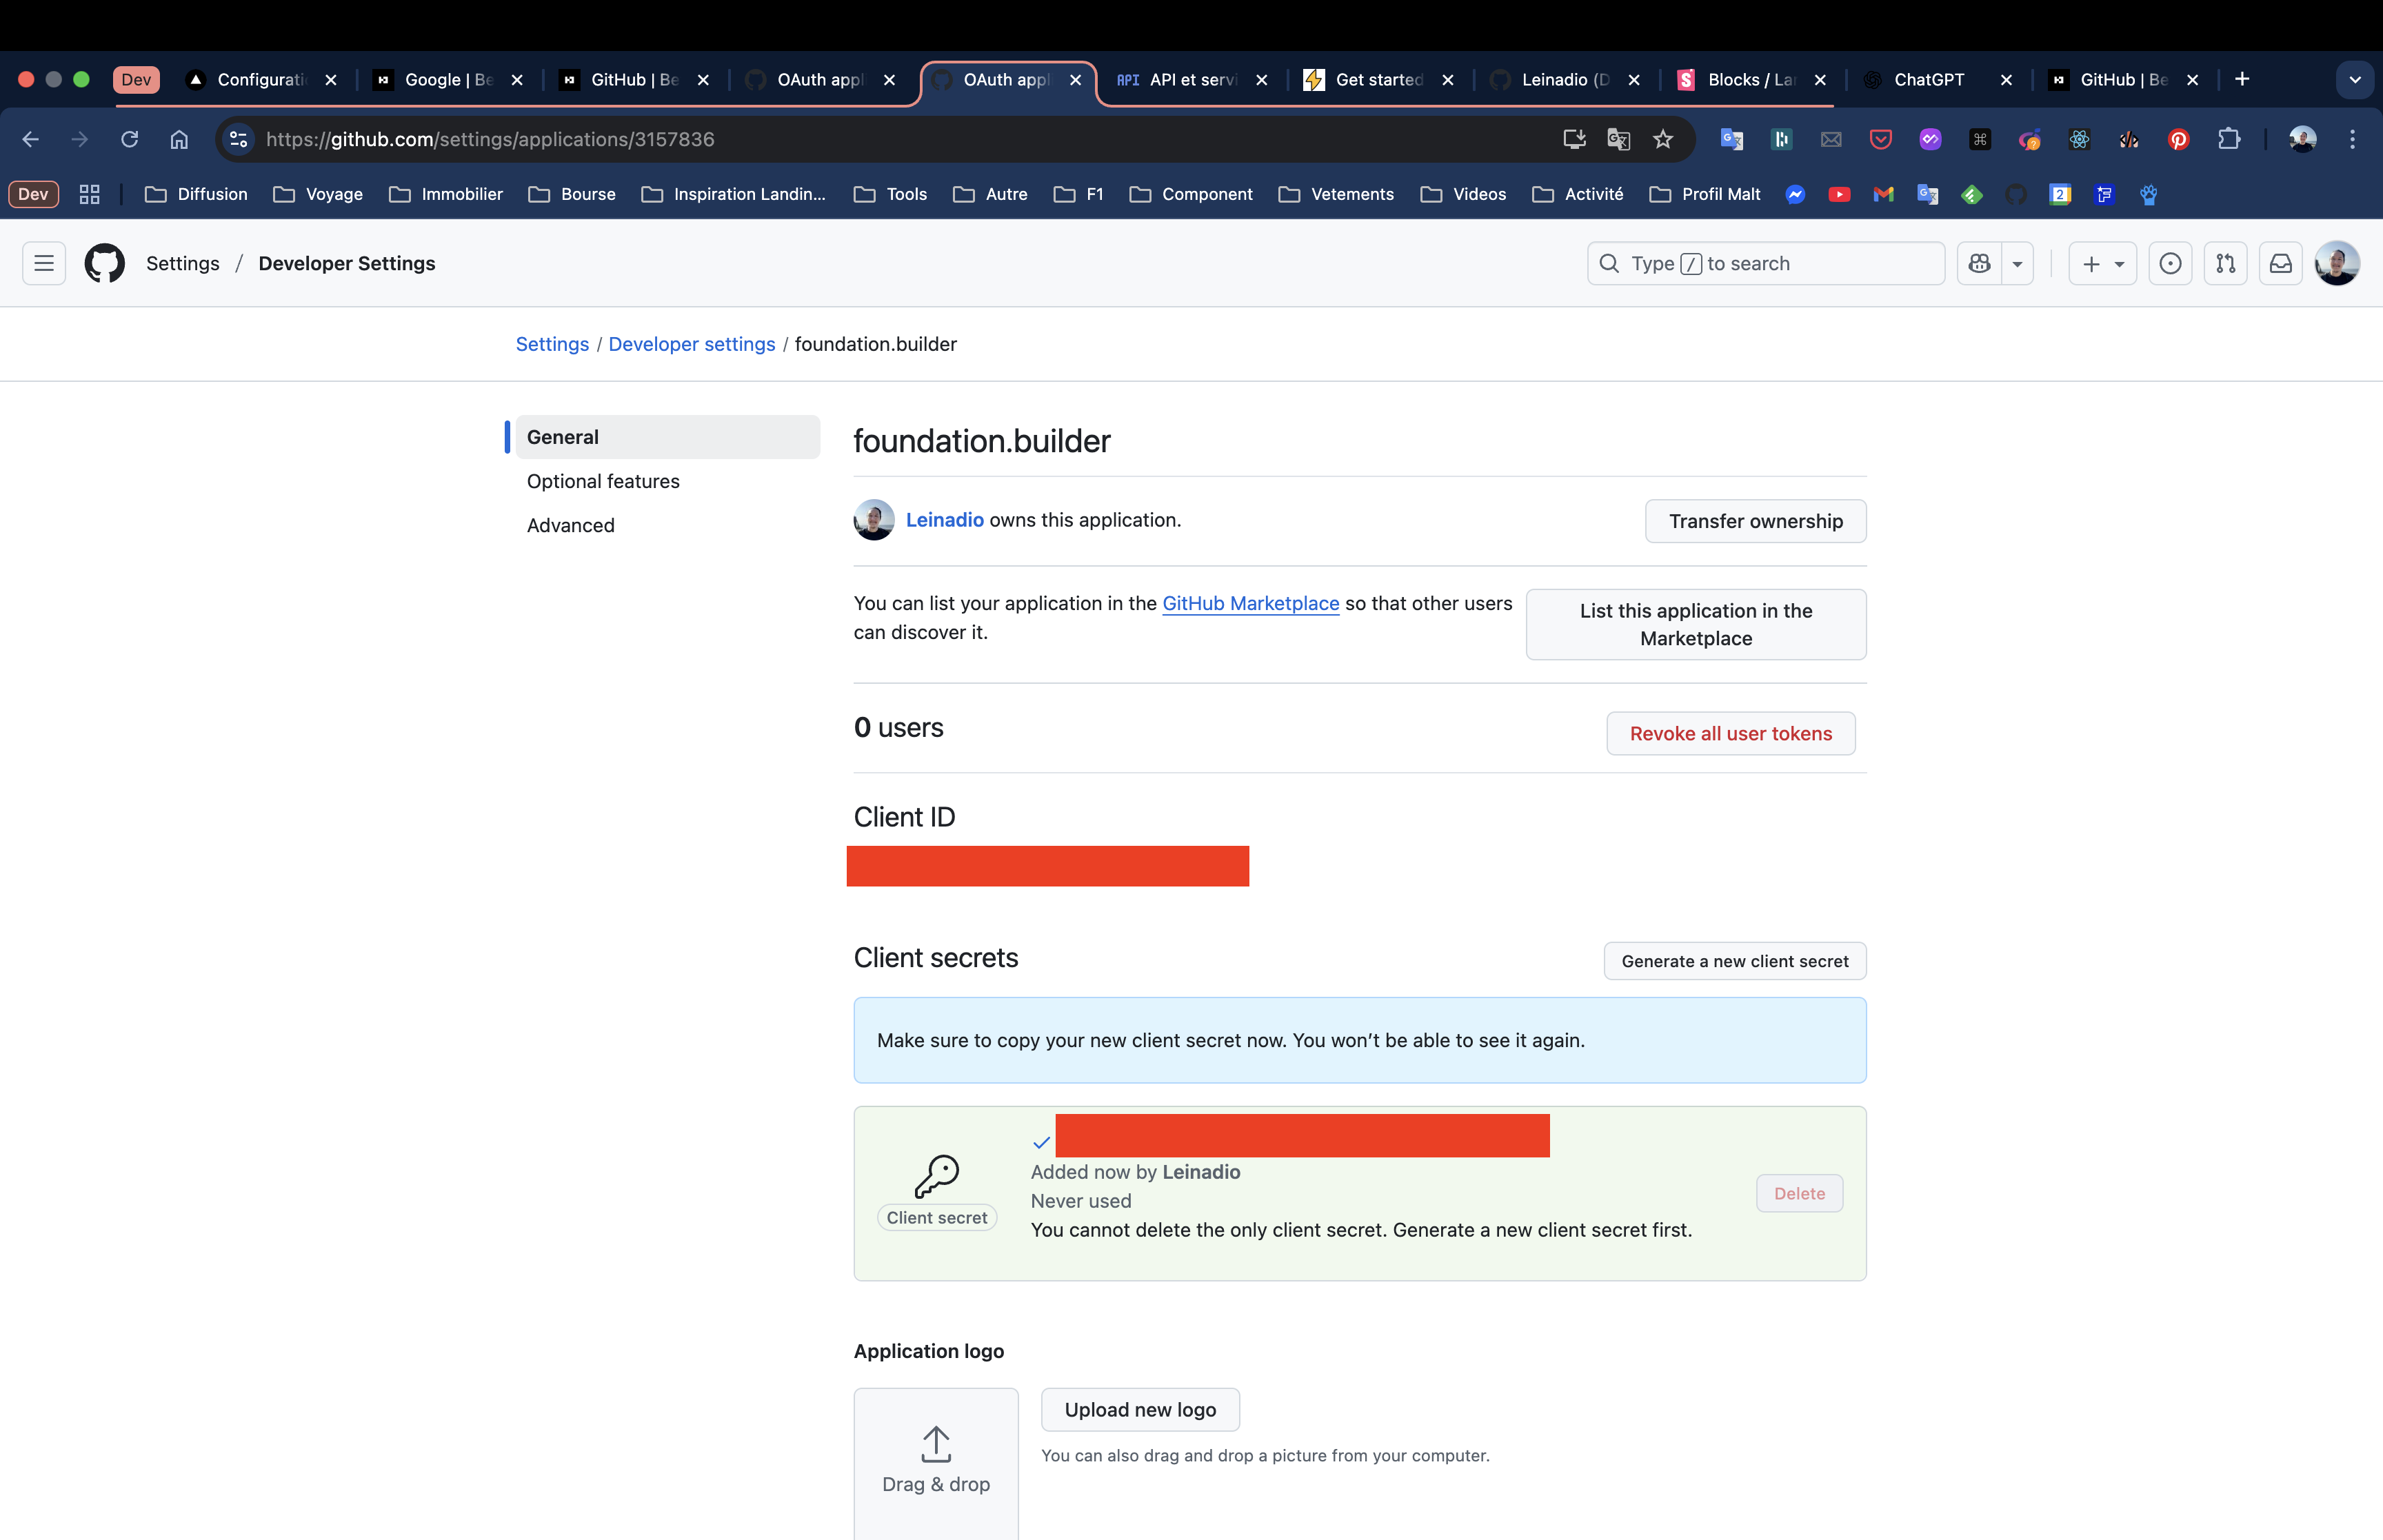 Dev
Configurati
Google | Be
GitHub | Be
OAuth appl
OAuth appl
API API et servi
Get started
Leinadio (D
S Blocks / La
ChatGPT
GitHub | Be
https://github.com/settings/applications/3157836
Dev
Diffusion
Voyage
Immobilier
Bourse
Inspiration Landin...
Tools
Autre
F1
Component
Vetements
Videos
Activité
Profil Malt
2
Settings / Developer Settings
Type / to search
Settings / Developer settings / foundation.builder
General
Optional features
Advanced
foundation.builder
Leinadio owns this application.
Transfer ownership
You can list your application in the GitHub Marketplace so that other users
can discover it.
List this application in the
Marketplace
0 users
Revoke all user tokens
Client ID
Client secrets
Generate a new client secret
Make sure to copy your new client secret now. You won’t be able to see it again.
Client secret
Added now by Leinadio
Never used
You cannot delete the only client secret. Generate a new client secret first.
Delete
Application logo
Drag & drop
Upload new logo
You can also drag and drop a picture from your computer.